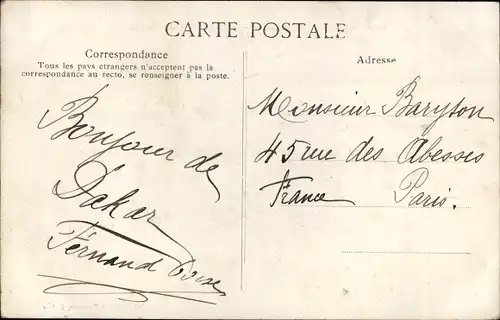 CARTE POSTALE
Correspondance
Tous les pays etrangers n'acceptent pas la
correspondance au recto, se renseigner à la poste.
Bonjour de
Dakar
Fernand
Adresse
Monsieur Baryton
45 rue des Abesses
France Paris.